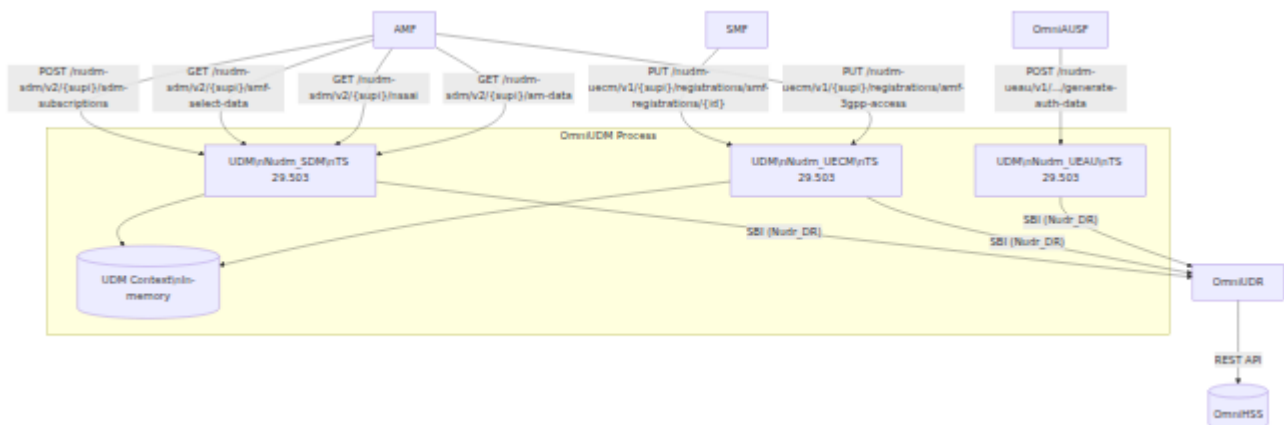 AMF
SMF
OmniAUSF
POST /nudm-
sdm/v2/{supi}/sdm-
subscriptions
GET /nudm-
sdm/v2/{supi}/smf-
select-data
GET /nudm-
sdm/v2/{supi}/nssai
GET /nudm-
sdm/v2/{supi}/am-data
PUT /nudm-
uecm/v1/{supi}/registrations/smf-
registrations/{id}
PUT /nudm-
uecm/v1/{supi}/registrations/amf-
3gpp-access
POST /nudm-
ueau/v1/.../generate-
auth-data
OmniUDM Process
UDM\nNudm_SDM\nTS
29.503
UDM\nNudm_UECM\nTS
29.503
UDM\nNudm_UEAU\nTS
29.503
SBI (Nudr_DR)
SBI (Nudr_DR)
SBI (Nudr_DR)
UDM Context\nIn-
memory
OmniUDR
REST API
OmniHSS